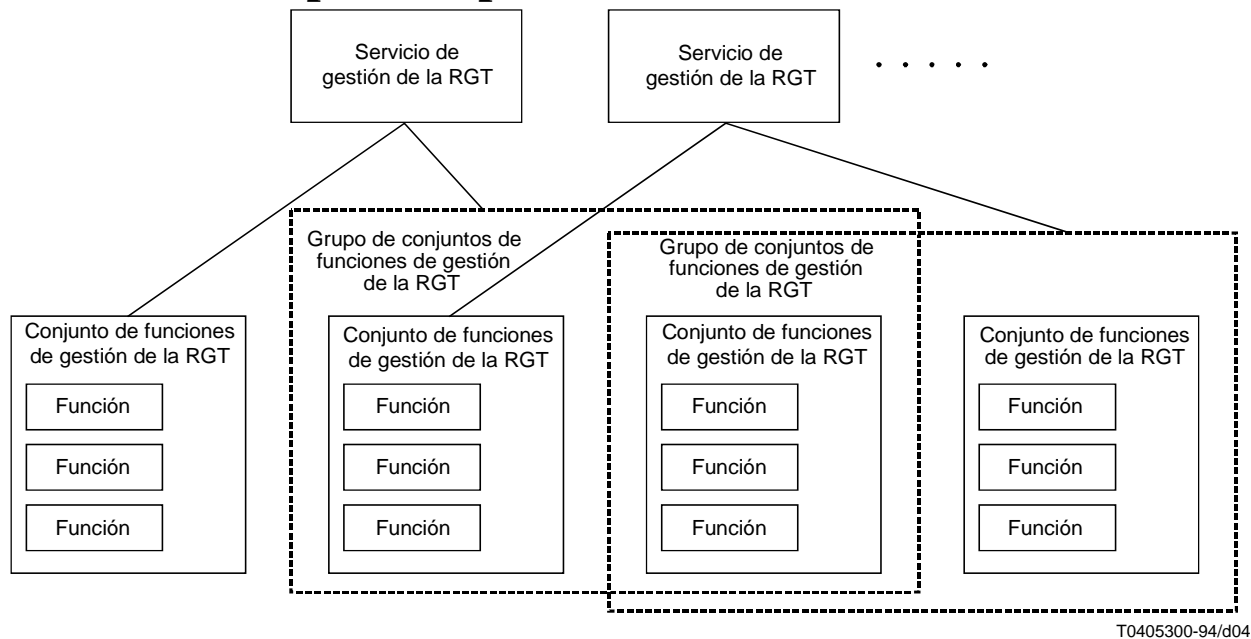 Servicio de
gestión de la RGT
Servicio de
gestión de la RGT
. . . . .
Grupo de conjuntos de
funciones de gestión
de la RGT
Grupo de conjuntos de
funciones de gestión
de la RGT
Conjunto de funciones
de gestión de la RGT
Función
Función
Función
Conjunto de funciones
de gestión de la RGT
Función
Función
Función
Conjunto de funciones
de gestión de la RGT
Función
Función
Función
Conjunto de funciones
de gestión de la RGT
Función
Función
Función
T0405300-94/d04